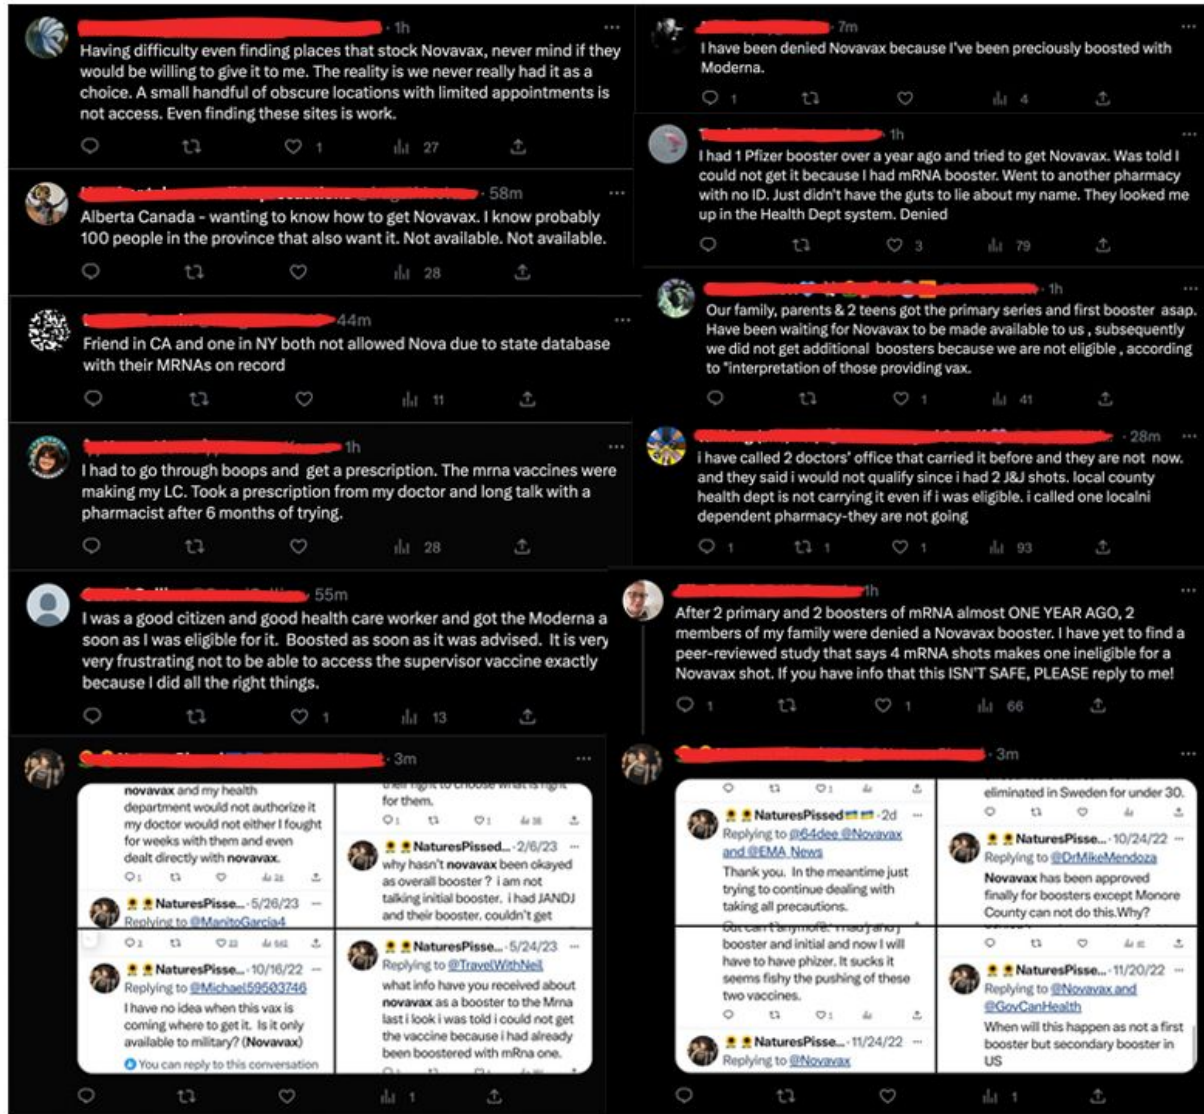 1h
Having difficulty even finding places that stock Novavax, never mind if they
would be willing to give it to me. The reality is we never really had it as a
choice. A small handful of obscure locations with limited appointments is
not access. Even finding these sites is work.
1
27
58m
Alberta Canada - wanting to know how to get Novavax. I know probably
100 people in the province that also want it. Not available. Not available.
28
44m
Friend in CA and one in NY both not allowed Nova due to state database
with their MRNAs on record
11
1h
I had to go through boops and get a prescription. The mrna vaccines were
making my LC. Took a prescription from my doctor and long talk with a
pharmacist after 6 months of trying.
28
55m
I was a good citizen and good health care worker and got the Moderna a
soon as I was eligible for it. Boosted as soon as it was advised. It is very
very frustrating not to be able to access the supervisor vaccine exactly
because I did all the right things.
1
13
3m
novavax and my health
department would not authorize it
my doctor would not either I fought
for weeks with them and even
dealt directly with novavax.
1
NaturesPisse... · 5/26/23
Replying to @ManitoGarcia4
their right to choose what is right
for them.
1
1
NaturesPissed... · 2/6/23
why hasn't novavax been okayed
as overall booster ? i am not
talking initial booster. i had JANDJ
and their booster. couldn't get
NaturesPisse... · 10/16/22
Replying to @Michael59503746
I have no idea when this vax is
coming where to get it. Is it only
available to military? (Novavax)
You can reply to this conversation
NaturesPisse... · 5/24/23
Replying to @TravelWithNeil
what info have you received about
novavax as a booster to the Mrna
last i look i was told i could not get
the vaccine because i had already
been boostered with mRna one.
1
7m
I have been denied Novavax because I've been preciously boosted with
Moderna.
1
4
1h
I had 1 Pfizer booster over a year ago and tried to get Novavax. Was told I
could not get it because I had mRNA booster. Went to another pharmacy
with no ID. Just didn't have the guts to lie about my name. They looked me
up in the Health Dept system. Denied
3
79
1h
Our family, parents & 2 teens got the primary series and first booster asap.
Have been waiting for Novavax to be made available to us , subsequently
we did not get additional boosters because we are not eligible , according
to "interpretation of those providing vax.
1
41
28m
i have called 2 doctors' office that carried it before and they are not now.
and they said i would not qualify since i had 2 J&J shots. local county
health dept is not carrying it even if i was eligible. i called one localni
dependent pharmacy-they are not going
1
1
1
93
1h
After 2 primary and 2 boosters of mRNA almost ONE YEAR AGO, 2
members of my family were denied a Novavax booster. I have yet to find a
peer-reviewed study that says 4 mRNA shots makes one ineligible for a
Novavax shot. If you have info that this ISN'T SAFE, PLEASE reply to me!
1
1
66
3m
1
NaturesPissed · 2d
Replying to @64dee @Novavax
and @EMA_News
Thank you. In the meantime just
trying to continue dealing with
taking all precautions.
eliminated in Sweden for under 30.
NaturesPisse... · 10/24/22
Replying to @DrMikeMendoza
Novavax has been approved
finally for boosters except Monore
County can not do this.Why?
booster and initial and now I will
have to have phizer. It sucks it
seems fishy the pushing of these
two vaccines.
1
NaturesPisse... · 11/24/22
Replying to @Novavax
NaturesPisse... · 11/20/22
Replying to @Novavax and
@GovCanHealth
When will this happen as not a first
booster but secondary booster in
US
1